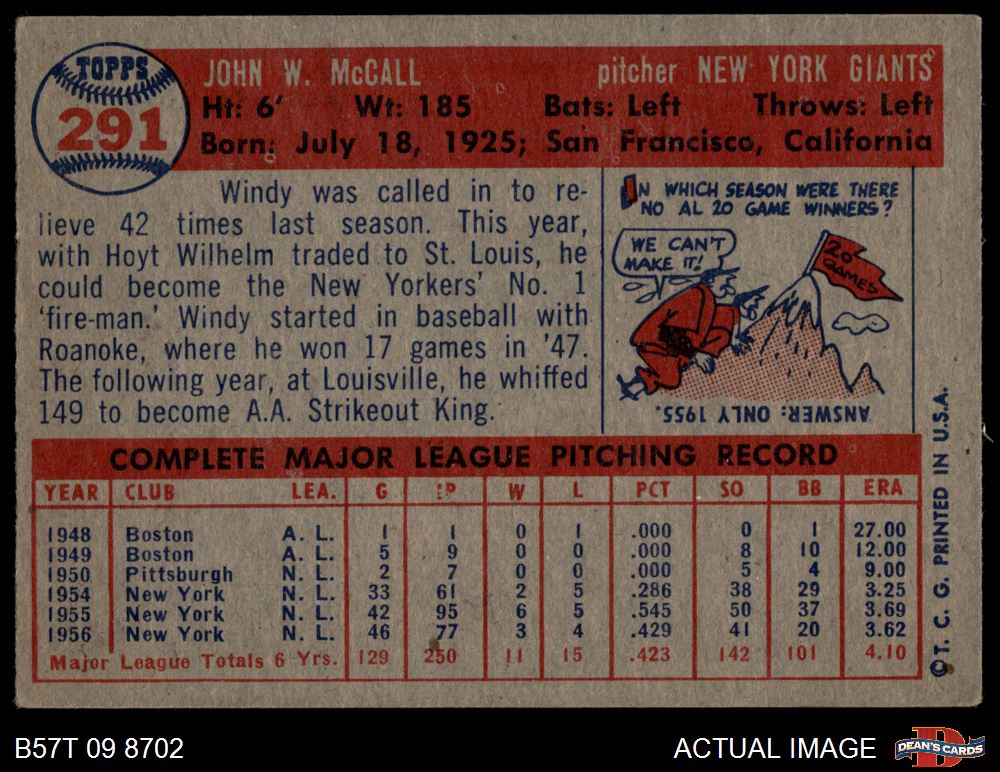 TOPPS
291
JOHN W. McCALL pitcher NEW YORK GIANTS
Ht: 6' Wt: 185 Bats: Left Throws: Left
Born: July 18, 1925; San Francisco, California
Windy was called in to re-
lieve 42 times last season. This year,
with Hoyt Wilhelm traded to St. Louis, he
could become the New Yorkers' No. 1
'fire-man.' Windy started in baseball with
Roanoke, where he won 17 games in '47.
The following year, at Louisville, he whiffed
149 to become A.A. Strikeout King.
IN WHICH SEASON WERE THERE
NO AL 20 GAME WINNERS?
WE CAN'T
MAKE IT!
20
GAMES
ANSWER: ONLY 1955.
COMPLETE MAJOR LEAGUE PITCHING RECORD
YEAR CLUB LEA. G IP W L PCT SO BB ERA
1948 Boston A. L. 1 1 0 1 .000 0 1 27.00
1949 Boston A. L. 5 9 0 0 .000 8 10 12.00
1950 Pittsburgh N. L. 2 7 0 0 .000 5 4 9.00
1954 New York N. L. 33 61 2 5 .286 38 29 3.25
1955 New York N. L. 42 95 6 5 .545 50 37 3.69
1956 New York N. L. 46 77 3 4 .429 41 20 3.62
Major League Totals 6 Yrs. 129 250 11 15 .423 142 101 4.10
© T. C. G. PRINTED IN U.S.A.
B57T 09 8702
ACTUAL IMAGE
DEAN'S CARDS